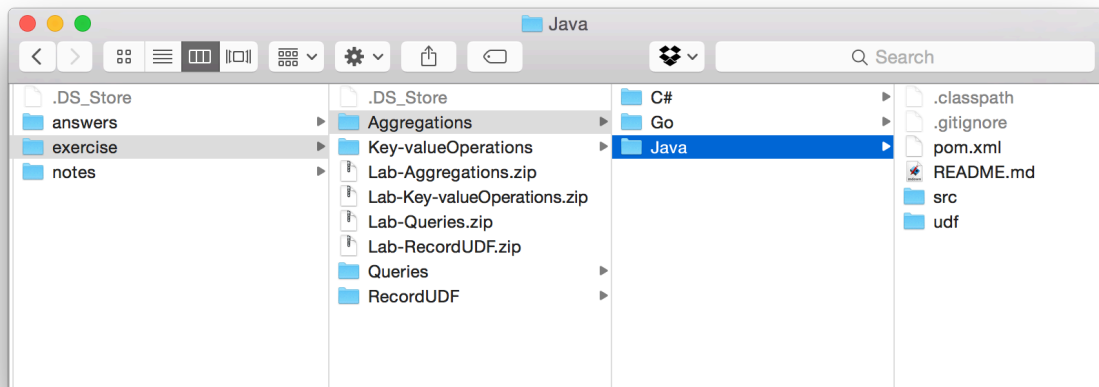 Java
Search
.DS_Store
answers
exercise
notes
.DS_Store
Aggregations
Key-valueOperations
Lab-Aggregations.zip
Lab-Key-valueOperations.zip
Lab-Queries.zip
Lab-RecordUDF.zip
Queries
RecordUDF
C#
Go
Java
.classpath
.gitignore
pom.xml
README.md
src
udf